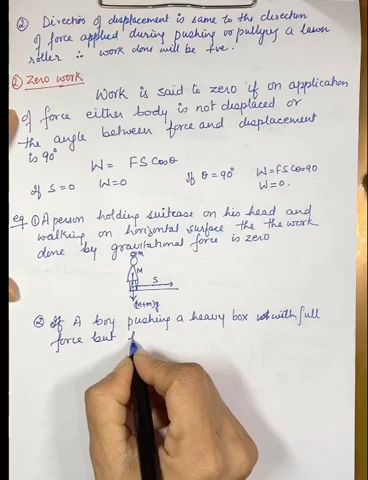 ② Direction of displacement is same to the direction
of force applied during pushing or pulling a lawn
roller ∴ work done will be +ve.
② Zero work
Work is said to zero if on application
of force either body is not displaced or
the angle between force and displacement
is 90°
W = FS Cosθ
if S=0 W=0 If θ=90° W=FS cos90
W=0.
eg ① A person holding suitcase on his head and
walking on horizontal surface the the work
done by gravitational force is zero
m
M
S
(M+m)g
② A boy pushing a heavy box with full
force but